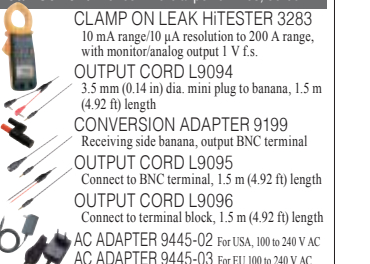 CLAMP ON LEAK HiTESTER 3283
10 mA range/10 µA resolution to 200 A range,
with monitor/analog output 1 V f.s.
OUTPUT CORD L9094
3.5 mm (0.14 in) dia. mini plug to banana, 1.5 m
(4.92 ft) length
CONVERSION ADAPTER 9199
Receiving side banana, output BNC terminal
OUTPUT CORD L9095
Connect to BNC terminal, 1.5 m (4.92 ft) length
OUTPUT CORD L9096
Connect to terminal block, 1.5 m (4.92 ft) length
AC ADAPTER 9445-02 For USA, 100 to 240 V AC
AC ADAPTER 9445-03 For EU 100 to 240 V AC